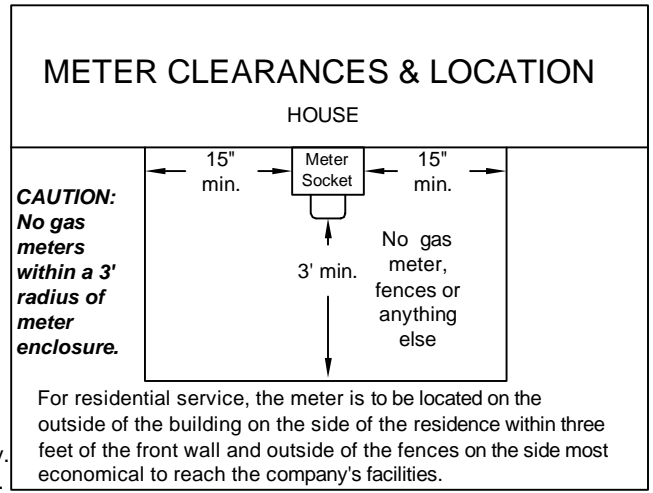 METER CLEARANCES & LOCATION
HOUSE
15"
min.
Meter
Socket
15"
min.
CAUTION:
No gas
meters
within a 3'
radius of
meter
enclosure.
3' min.
No gas
meter,
fences or
anything
else
For residential service, the meter is to be located on the
outside of the building on the side of the residence within three
feet of the front wall and outside of the fences on the side most
economical to reach the company's facilities.